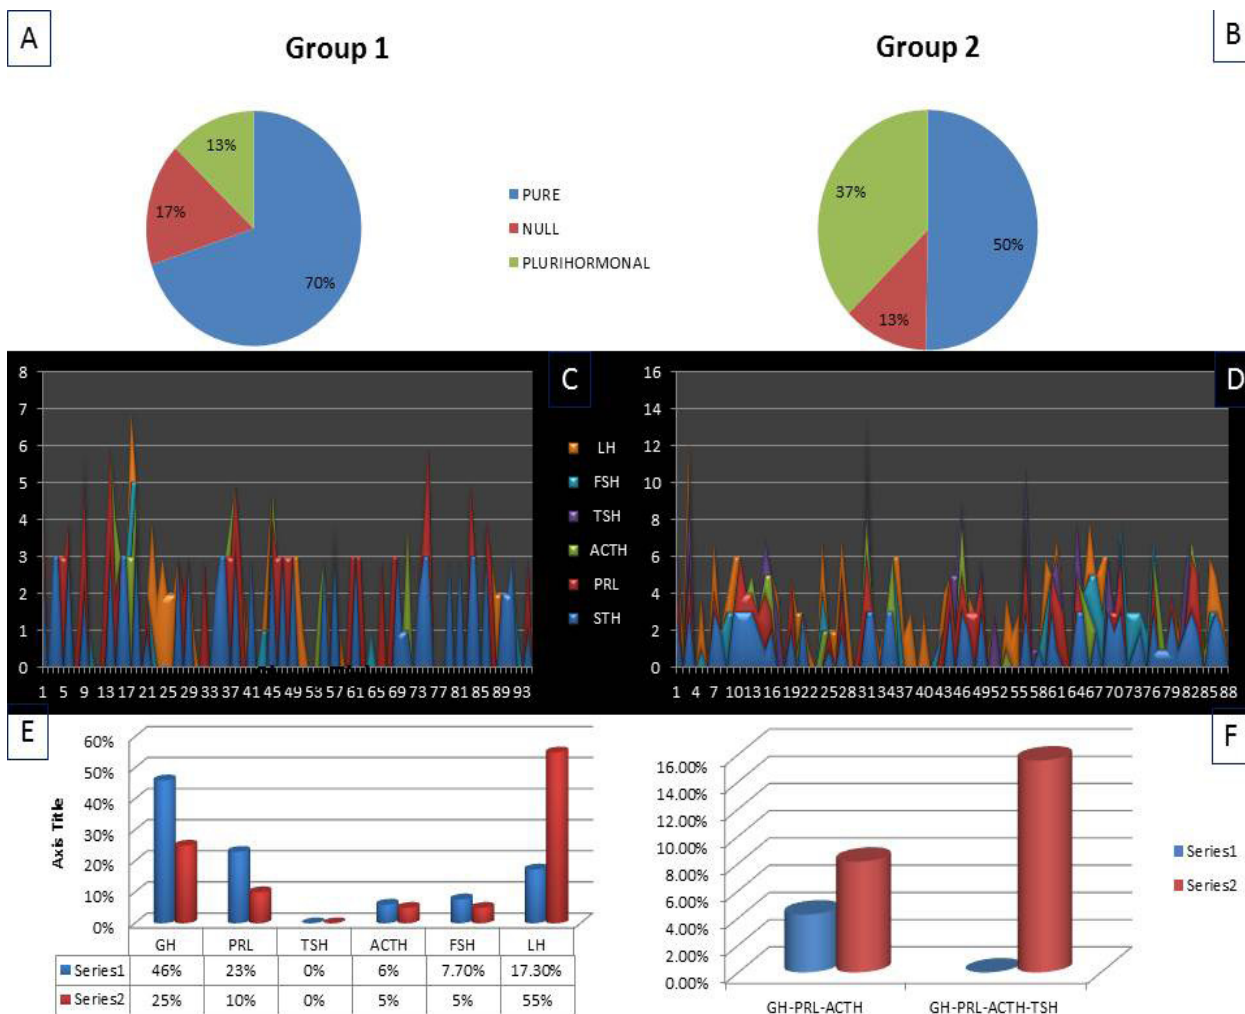 A
Group 1
Group 2
B
13%
17%
70%
PURE
NULL
PLURIHORMONAL
37%
50%
13%
C
8
7
6
5
4
3
2
1
0
1 5 9 13 17 21 25 29 33 37 41 45 49 53 57 61 65 69 73 77 81 85 89 93
LH
FSH
TSH
ACTH
PRL
STH
D
16
14
12
10
8
6
4
2
0
1 4 7 10 13 16 19 22 25 28 31 34 37 40 43 46 49 52 55 58 61 64 67 70 73 76 79 82 85 88
E
Axis Title
60%
50%
40%
30%
20%
10%
0%
GH PRL TSH ACTH FSH LH
Series1 46% 23% 0% 6% 7.70% 17.30%
Series2 25% 10% 0% 5% 5% 55%
F
16.00%
14.00%
12.00%
10.00%
8.00%
6.00%
4.00%
2.00%
0.00%
GH-PRL-ACTH GH-PRL-ACTH-TSH
Series1
Series2